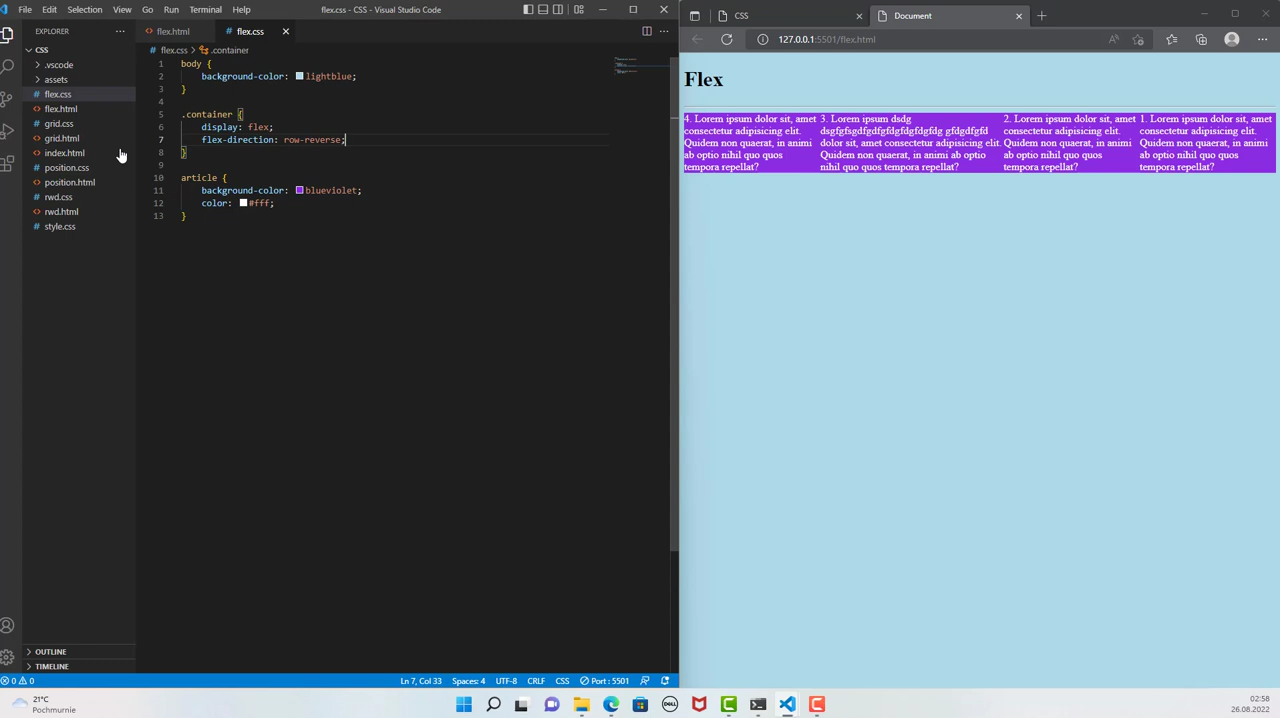 File Edit Selection View Go Run Terminal Help
flex.css - CSS - Visual Studio Code
EXPLORER
CSS
.vscode
assets
flex.css
flex.html
grid.css
grid.html
index.html
position.css
position.html
rwd.css
rwd.html
style.css
OUTLINE
TIMELINE
flex.html
flex.css
flex.css > .container
1 body {
2 background-color: lightblue;
3 }
4
5 .container {
6 display: flex;
7 flex-direction: row-reverse;
8 }
9
10 article {
11 background-color: blueviolet;
12 color: #fff;
13 }
0 0
Ln 7, Col 33 Spaces: 4 UTF-8 CRLF CSS Port : 5501
CSS
Document
127.0.0.1:5501/flex.html
Flex
4. Lorem ipsum dolor sit, amet
consectetur adipisicing elit.
Quidem non quaerat, in animi
ab optio nihil quo quos
tempora repellat?
3. Lorem ipsum dsdg
dsgfgfsgdfgdfgfdgfdgfdgfdg gfdgdfgfd
dolor sit, amet consectetur adipisicing elit.
Quidem non quaerat, in animi ab optio
nihil quo quos tempora repellat?
2. Lorem ipsum dolor sit, amet
consectetur adipisicing elit.
Quidem non quaerat, in animi
ab optio nihil quo quos
tempora repellat?
1. Lorem ipsum dolor sit, amet
consectetur adipisicing elit.
Quidem non quaerat, in animi
ab optio nihil quo quos
tempora repellat?
21°C
Pochmurnie
DELL
02:58
26.08.2022